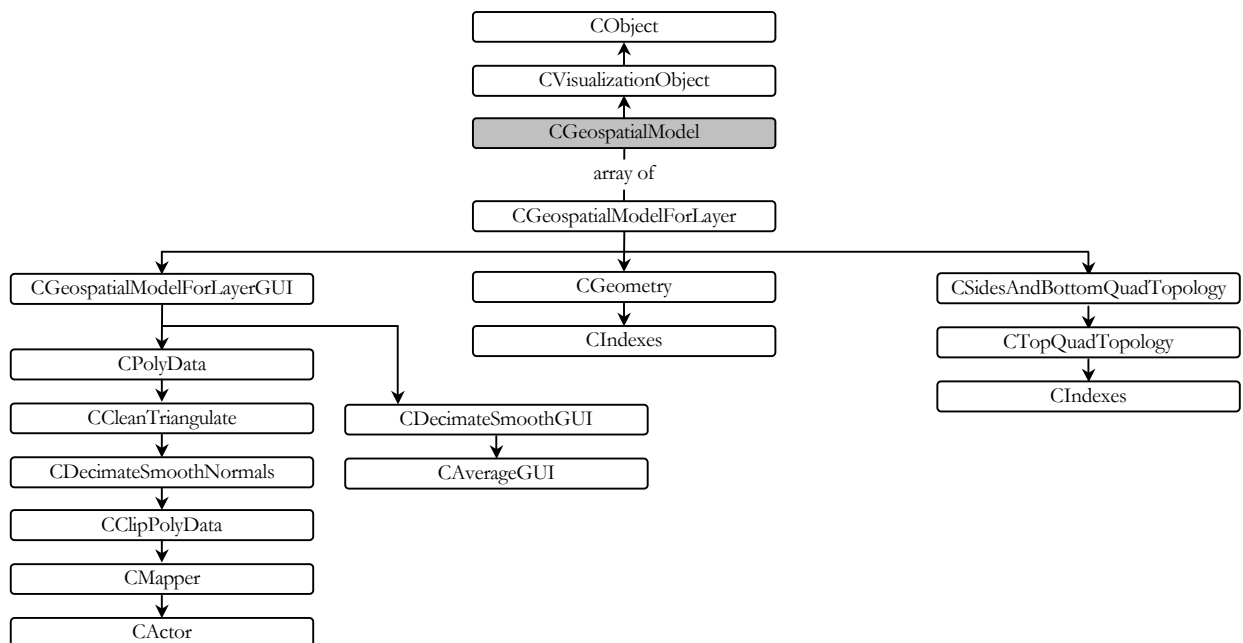 CObject
CVisualizationObject
CGeospatialModel
array of
CGeospatialModelForLayer
CGeospatialModelForLayerGUI
CGeometry
CSidesAndBottomQuadTopology
CIndexes
CTopQuadTopology
CPolyData
CIndexes
CCleanTriangulate
CDecimateSmoothGUI
CDecimateSmoothNormals
CAverageGUI
CClipPolyData
CMapper
CActor